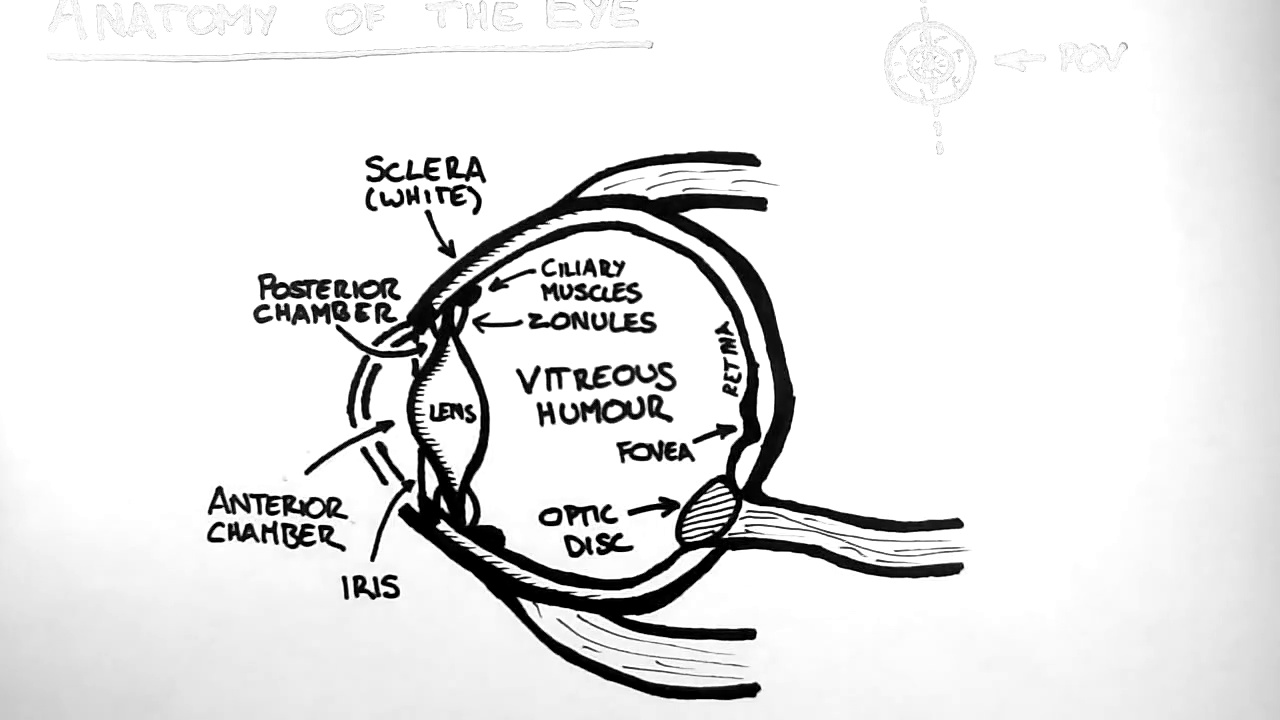 ANATOMY OF THE EYE
POV
SCLERA
(WHITE)
POSTERIOR
CHAMBER
CILIARY
MUSCLES
ZONULES
RETINA
VITREOUS
HUMOUR
LENS
FOVEA
ANTERIOR
CHAMBER
OPTIC
DISC
IRIS